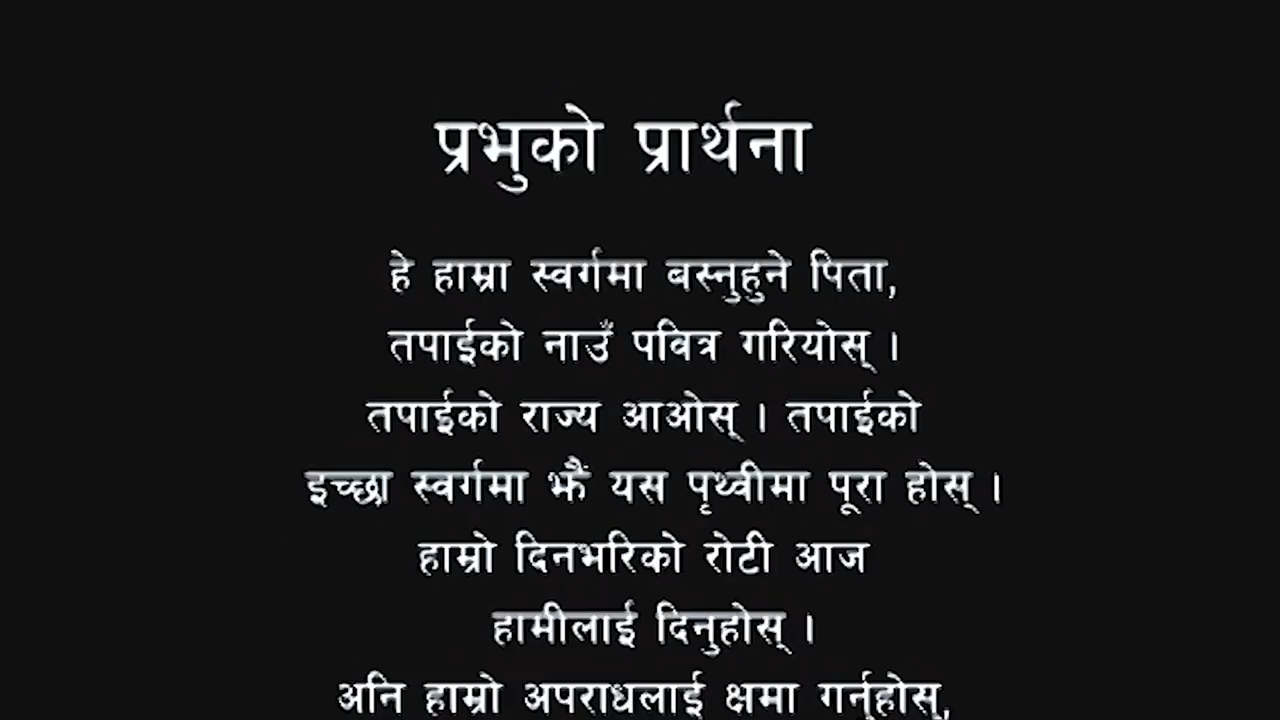 प्रभुको प्रार्थना
हे हाम्रा स्वर्गमा बस्नुहुने पिता,
तपाईको नाउँ पवित्र गरियोस् ।
तपाईको राज्य आओस् । तपाईको
इच्छा स्वर्गमा झैं यस पृथ्वीमा पूरा होस् ।
हाम्रो दिनभरिको रोटी आज
हामीलाई दिनुहोस् ।
अनि हाम्रो अपराधलाई क्षमा गर्नुहोस्,